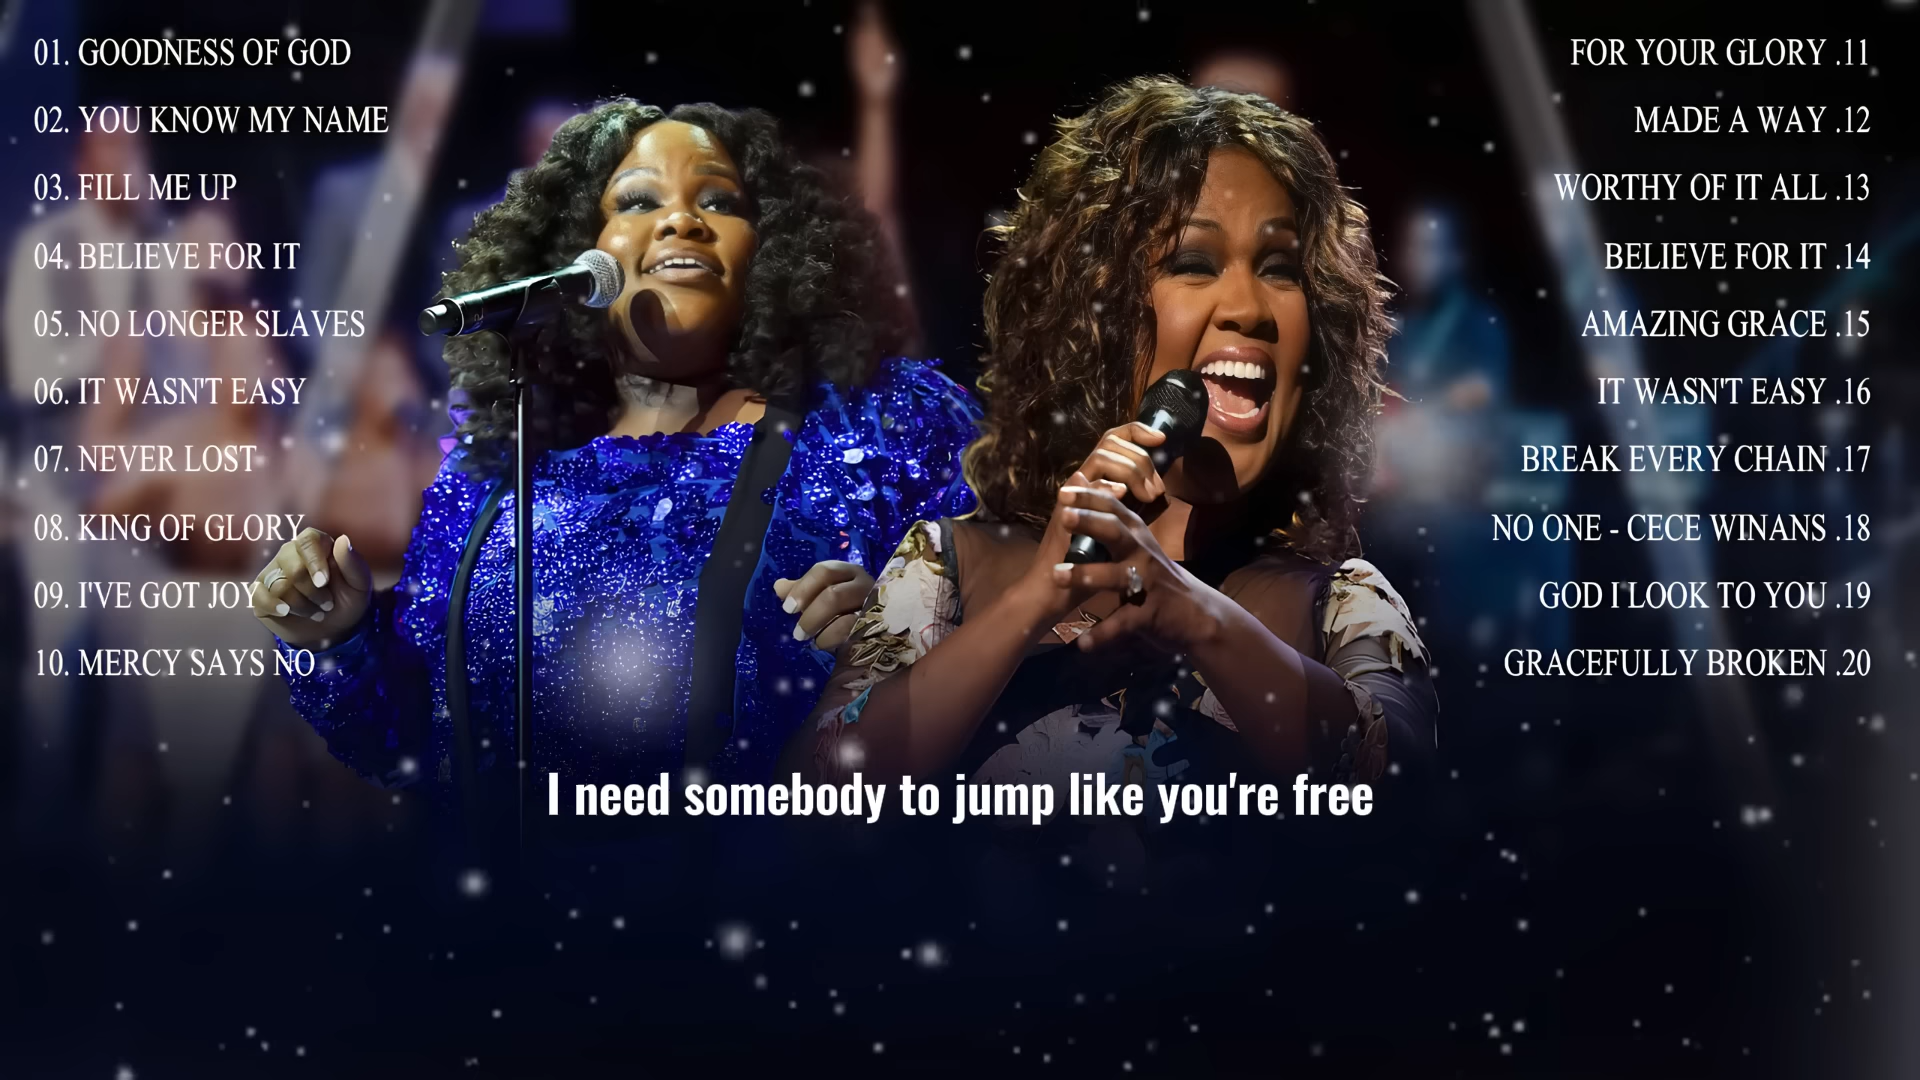 01. GOODNESS OF GOD
02. YOU KNOW MY NAME
03. FILL ME UP
04. BELIEVE FOR IT
05. NO LONGER SLAVES
06. IT WASN'T EASY
07. NEVER LOST
08. KING OF GLORY
09. I'VE GOT JOY
10. MERCY SAYS NO
FOR YOUR GLORY .11
MADE A WAY .12
WORTHY OF IT ALL .13
BELIEVE FOR IT .14
AMAZING GRACE .15
IT WASN'T EASY .16
BREAK EVERY CHAIN .17
NO ONE - CECE WINANS .18
GOD I LOOK TO YOU .19
GRACEFULLY BROKEN .20
I need somebody to jump like you're free